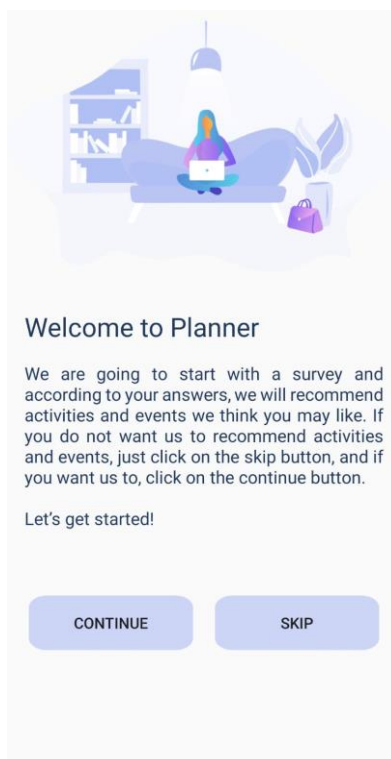 Welcome to Planner
We are going to start with a survey and
according to your answers, we will recommend
activities and events we think you may like. If
you do not want us to recommend activities
and events, just click on the skip button, and if
you want us to, click on the continue button.
Let's get started!
CONTINUE
SKIP